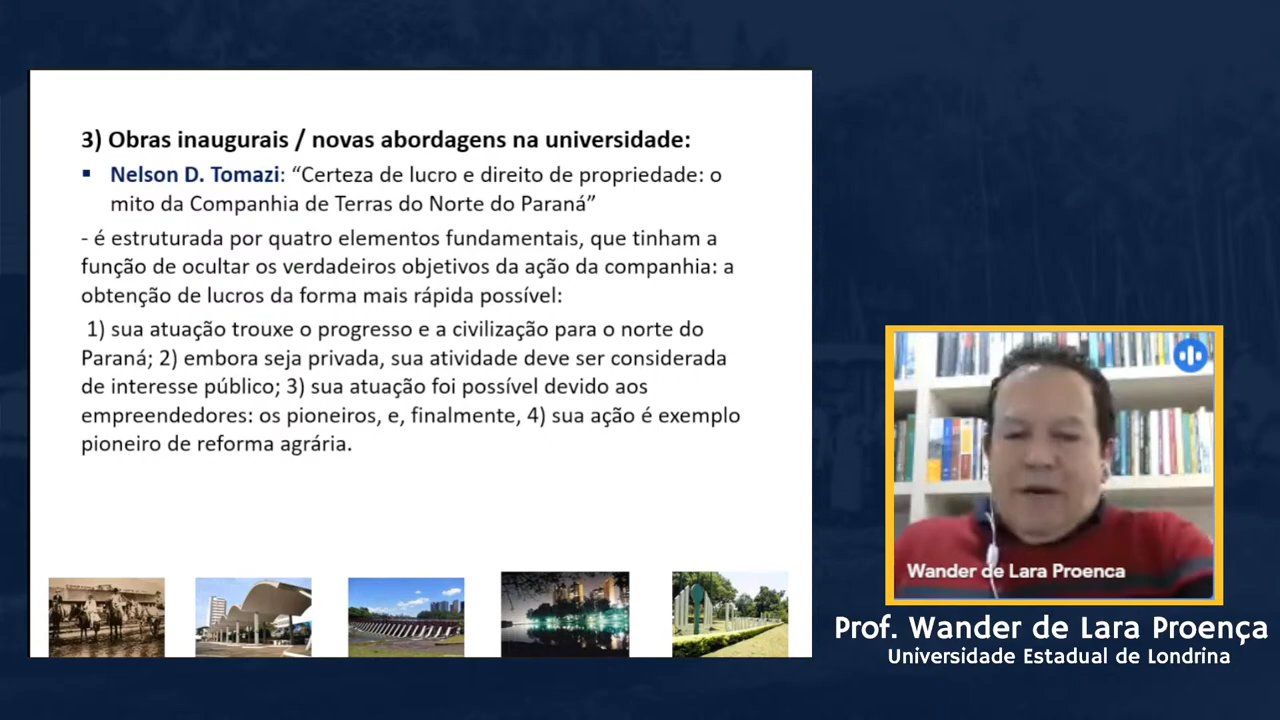 3) Obras inaugurais / novas abordagens na universidade:
▪ Nelson D. Tomazi: “Certeza de lucro e direito de propriedade: o
mito da Companhia de Terras do Norte do Paraná”
- é estruturada por quatro elementos fundamentais, que tinham a
função de ocultar os verdadeiros objetivos da ação da companhia: a
obtenção de lucros da forma mais rápida possível:
1) sua atuação trouxe o progresso e a civilização para o norte do
Paraná; 2) embora seja privada, sua atividade deve ser considerada
de interesse público; 3) sua atuação foi possível devido aos
empreendedores: os pioneiros, e, finalmente, 4) sua ação é exemplo
pioneiro de reforma agrária.
Wander de Lara Proenca
Prof. Wander de Lara Proença
Universidade Estadual de Londrina